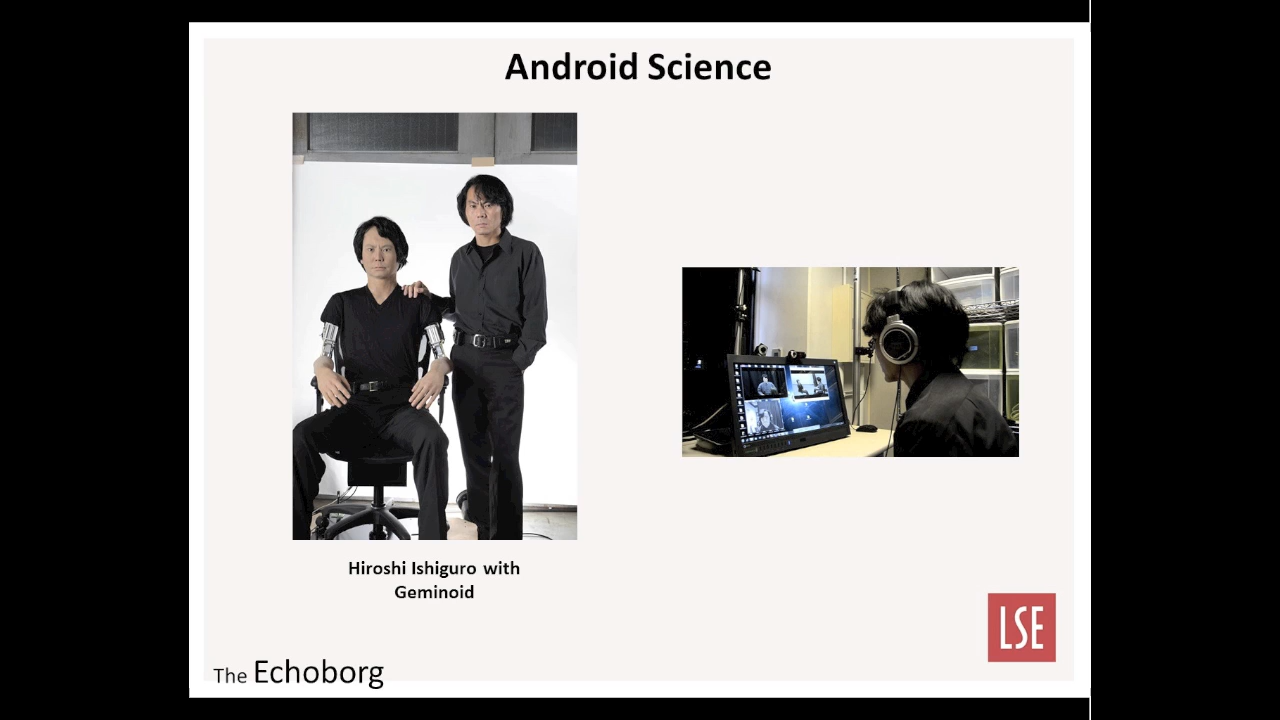 Android Science
Hiroshi Ishiguro with
Geminoid
LSE
The Echoborg